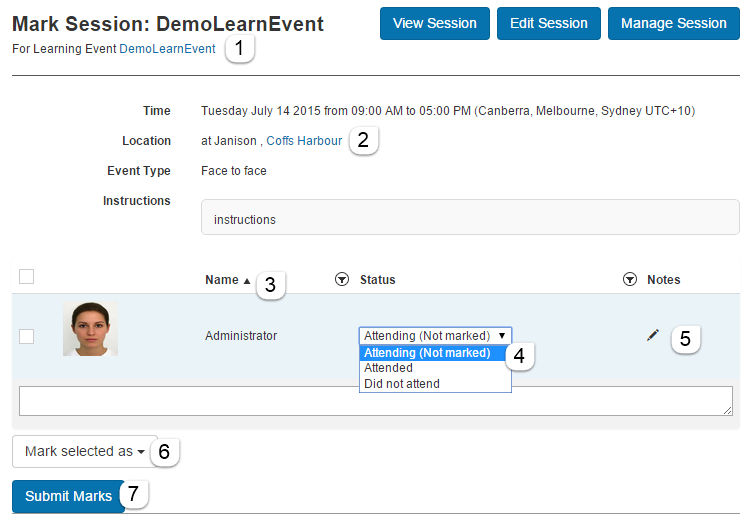 Mark Session: DemoLearnEvent
View Session
Edit Session
Manage Session
For Learning Event DemoLearnEvent
1
Time Tuesday July 14 2015 from 09:00 AM to 05:00 PM (Canberra, Melbourne, Sydney UTC+10)
Location at Janison , Coffs Harbour
2
Event Type Face to face
Instructions
instructions
Name
3
Status
Notes
Administrator
Attending (Not marked)
5
Attending (Not marked)
4
Attended
Did not attend
Mark selected as
6
Submit Marks
7